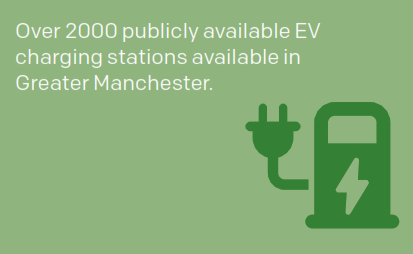 Over 2000 publicly available EV
charging stations available in
Greater Manchester.